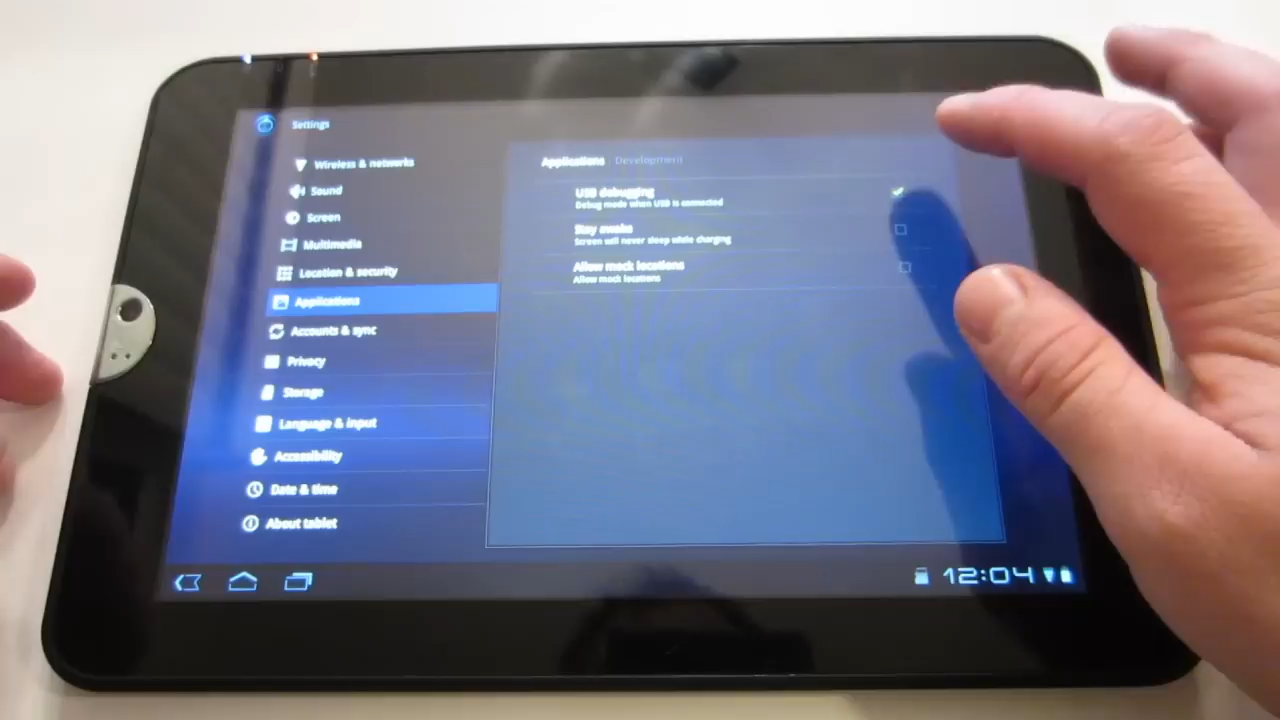 Settings
Wireless & networks
Sound
Screen
Multimedia
Location & security
Applications
Accounts & sync
Privacy
Storage
Language & input
Accessibility
Date & time
About tablet
Applications Development
USB debugging
Debug mode when USB is connected
Stay awake
Screen will never sleep while charging
Allow mock locations
Allow mock locations
12:04